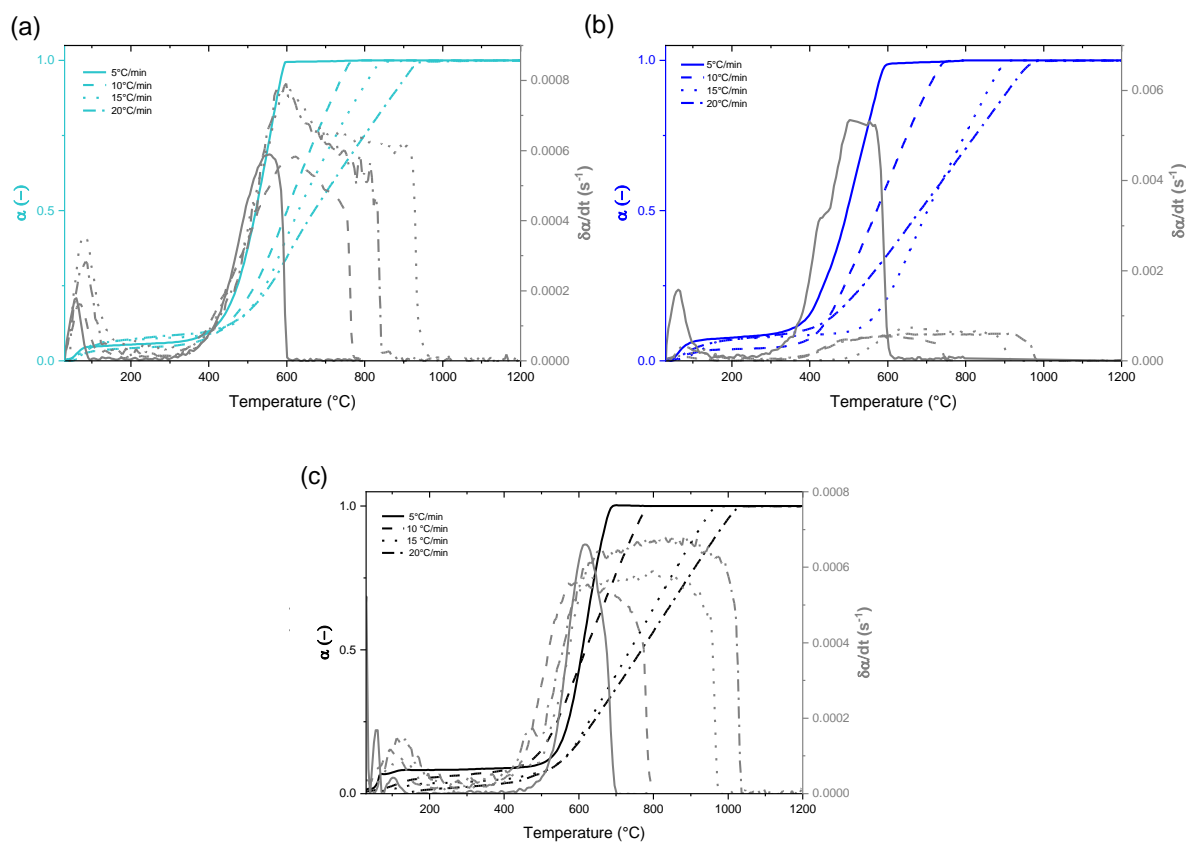 (a)
1.0
0.5
0.0
α (−)
5°C/min
10°C/min
15°C/min
20°C/min
0.0008
0.0006
0.0004
0.0002
0.0000
δα/dt (s⁻¹)
200 400 600 800 1000 1200
Temperature (°C)
(b)
1.0
0.5
0.0
α (−)
5°C/min
10°C/min
15°C/min
20°C/min
0.006
0.004
0.002
0.000
δα/dt (s⁻¹)
200 400 600 800 1000 1200
Temperature (°C)
(c)
1.0
0.5
0.0
α (−)
5°C/min
10 °C/min
15 °C/min
20°C/min
0.0008
0.0006
0.0004
0.0002
0.0000
δα/dt (s⁻¹)
200 400 600 800 1000 1200
Temperature (°C)